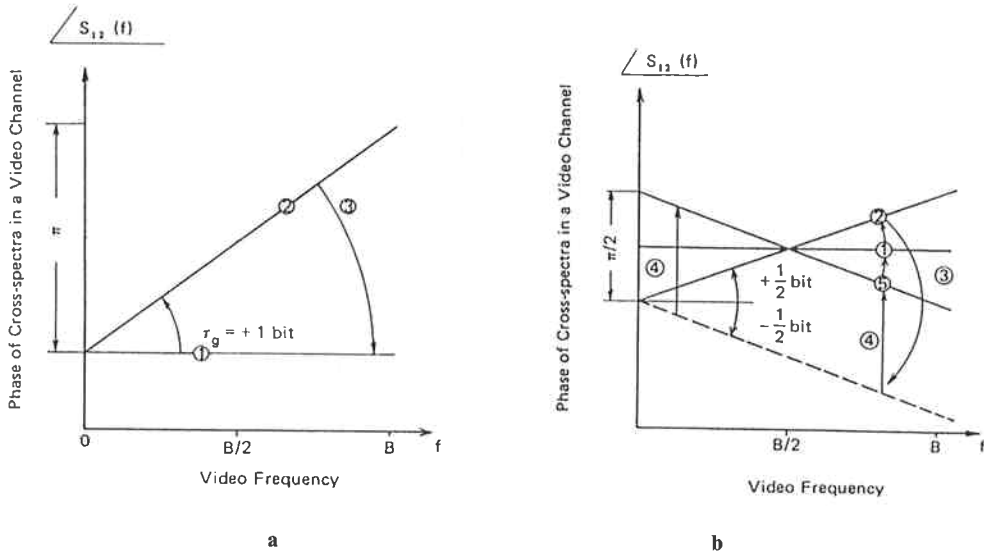 S₁₂ (f)
Phase of Cross-spectra in a Video Channel
π
②
③
τg = + 1 bit
①
0
B/2
B
f
Video Frequency
a
S₁₂ (f)
Phase of Cross-spectra in a Video Channel
π/2
②
①
④
③
+1/2 bit
⑤
-1/2 bit
④
B/2
B
f
Video Frequency
b